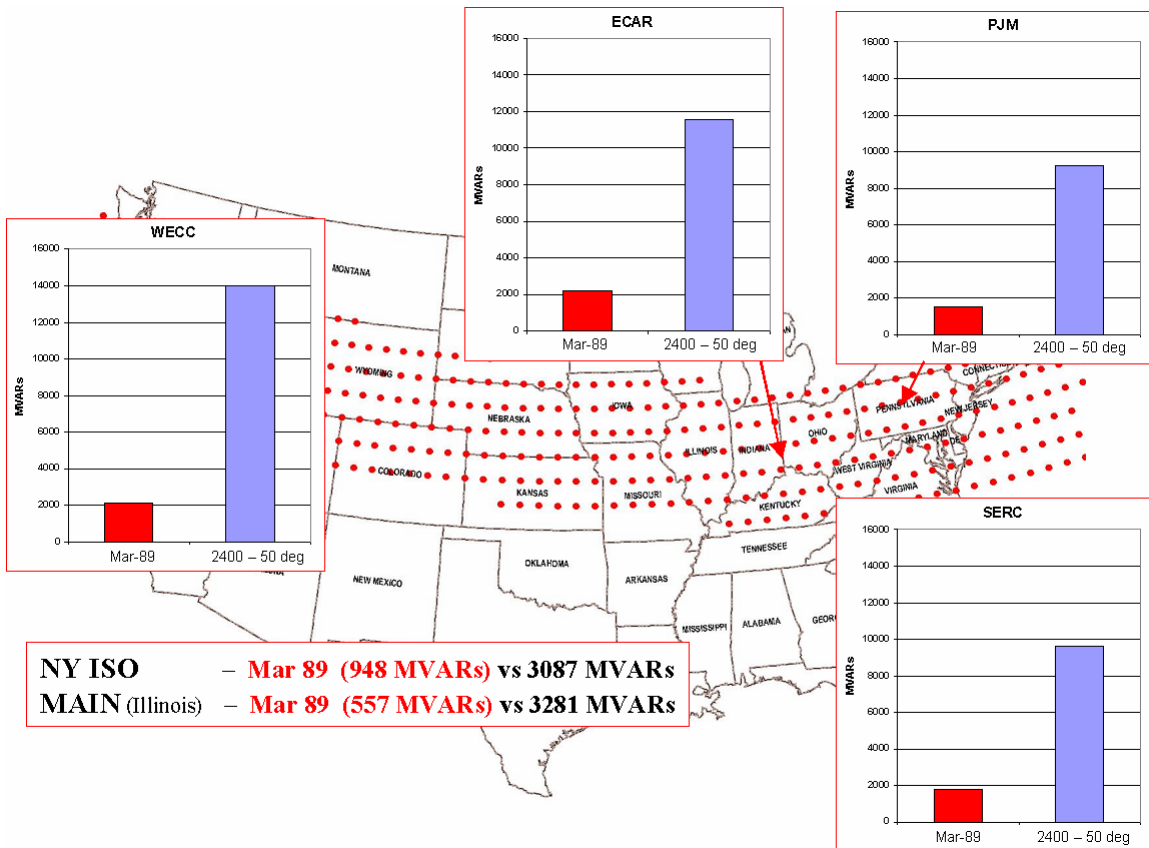 ECAR
16000
14000
12000
10000
8000
6000
4000
2000
0
MVARs
Mar-89
2400 – 50 deg
PJM
16000
14000
12000
10000
8000
6000
4000
2000
0
MVARs
Mar-89
2400 – 50 deg
WECC
16000
14000
12000
10000
8000
6000
4000
2000
0
MVARs
Mar-89
2400 – 50 deg
MONTANA
WYOMING
NEBRASKA
IOWA
COLORADO
KANSAS
MISSOURI
ILLINOIS
INDIANA
OHIO
PENNSYLVANIA
NEW JERSEY
MARYLAND
DE
WEST VIRGINIA
VIRGINIA
KENTUCKY
TENNESSEE
OKLAHOMA
ARKANSAS
NEW MEXICO
MISSISSIPPI
ALABAMA
SERC
16000
14000
12000
10000
8000
6000
4000
2000
0
MVARs
Mar-89
2400 – 50 deg
NY ISO – Mar 89 (948 MVARs) vs 3087 MVARs
MAIN (Illinois) – Mar 89 (557 MVARs) vs 3281 MVARs